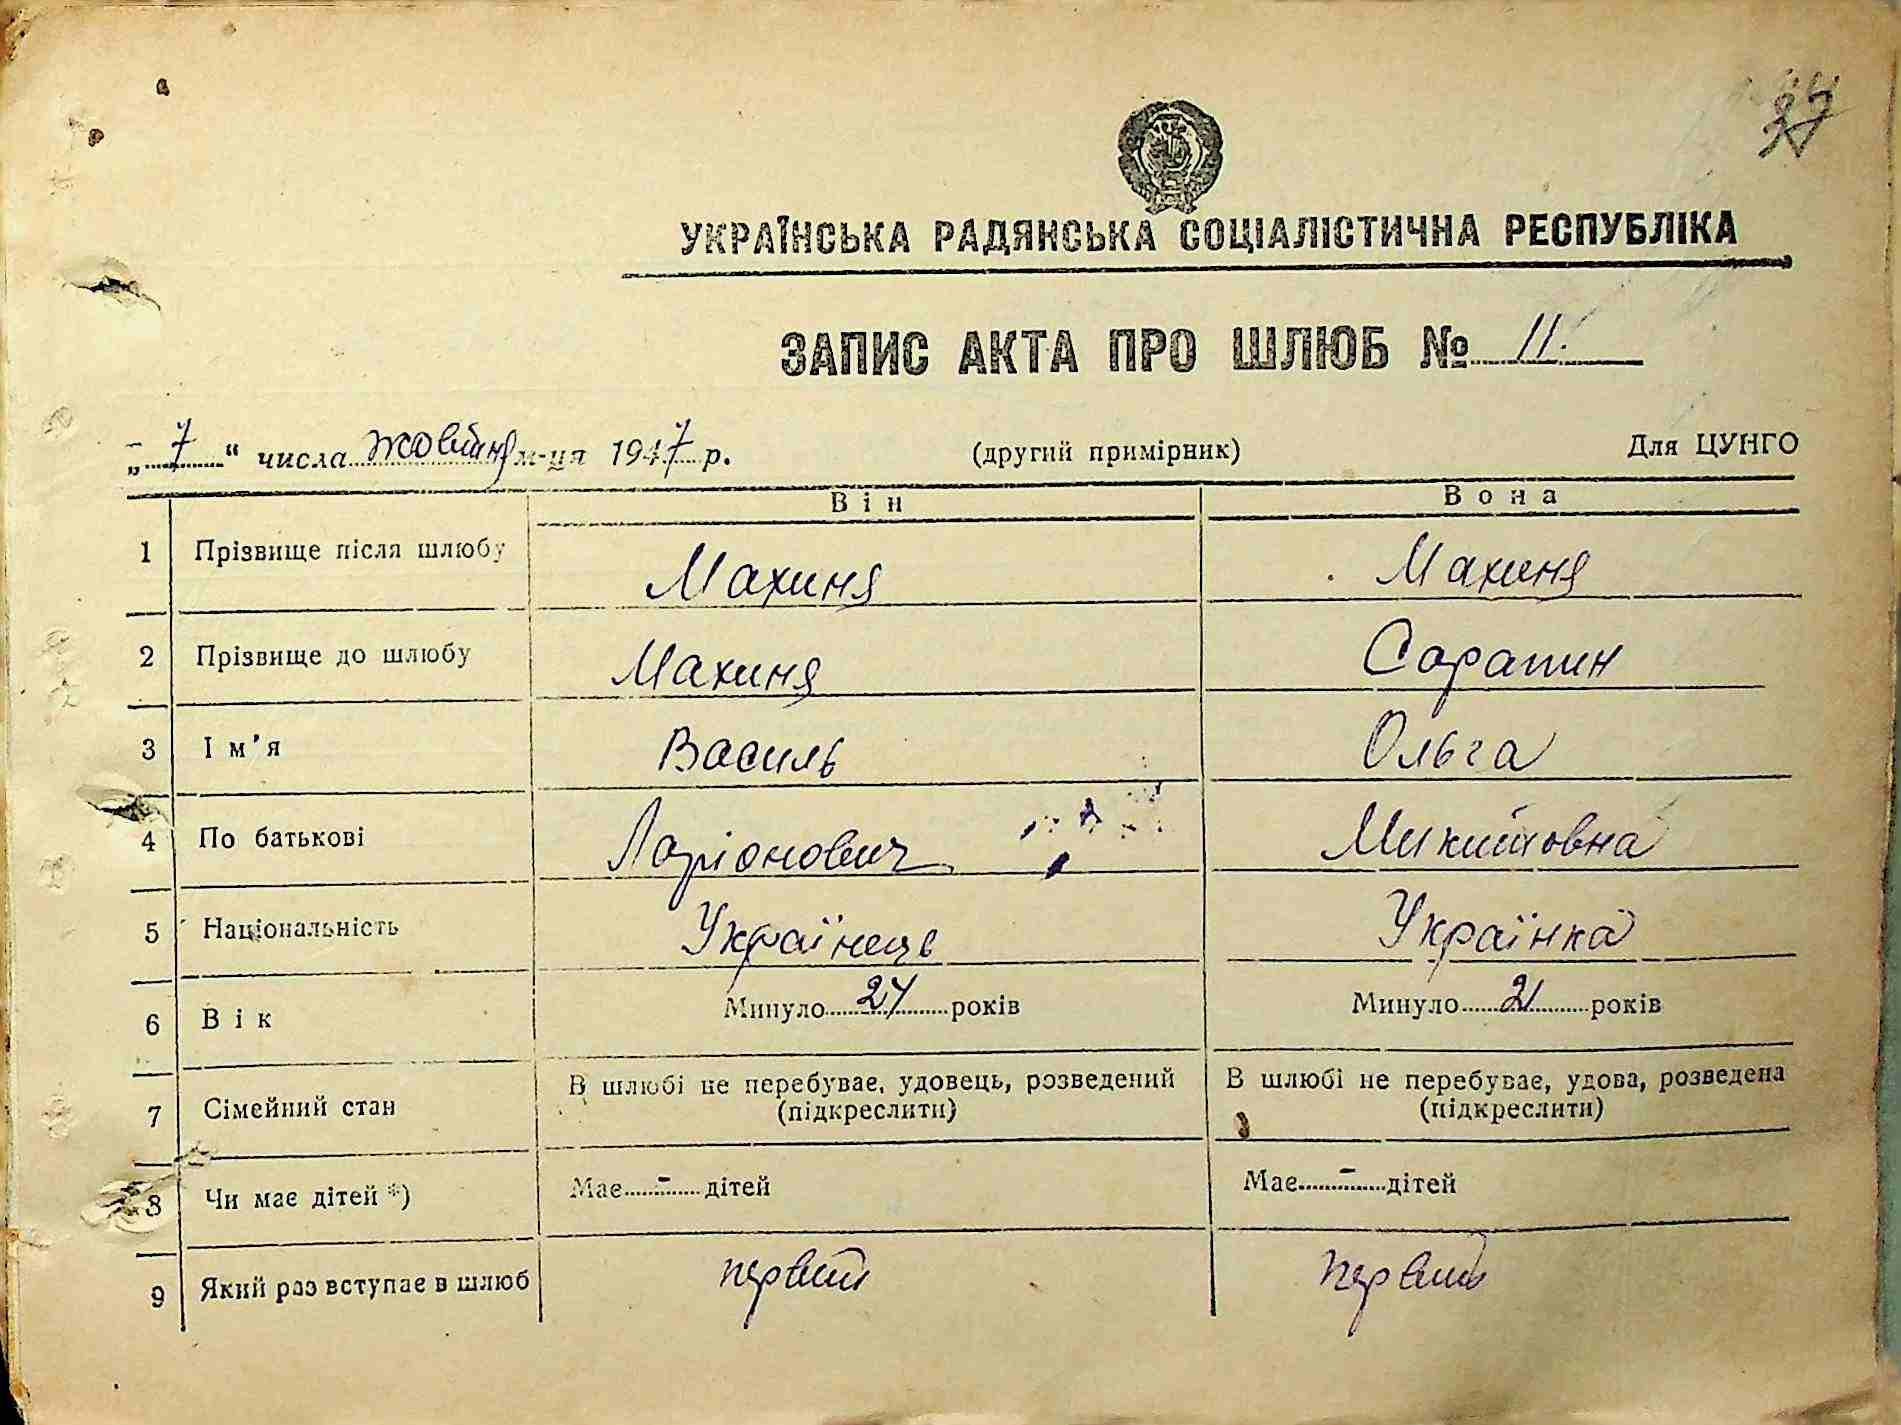 37
УКРАЇНСЬКА РАДЯНСЬКА СОЦІАЛІСТИЧНА РЕСПУБЛІКА
ЗАПИС АКТА ПРО ШЛЮБ № 11.
„7“ числа жовтня м-ця 1947 р. (другий примірник) Для ЦУНГО
Він Вона
1 Прізвище після шлюбу Махиня Махиня
2 Прізвище до шлюбу Махиня Сарапин
3 Ім'я Василь Ольга
4 По батькові Ларіонович Микитовна
5 Національність Українець Українка
6 Вік Минуло 24 років Минуло 21 років
7 Сімейний стан В шлюбі не перебуває, удовець, розведений В шлюбі не перебуває, удова, розведена
(підкреслити) (підкреслити)
8 Чи має дітей *) Має - дітей Має - дітей
9 Який раз вступає в шлюб первий первий